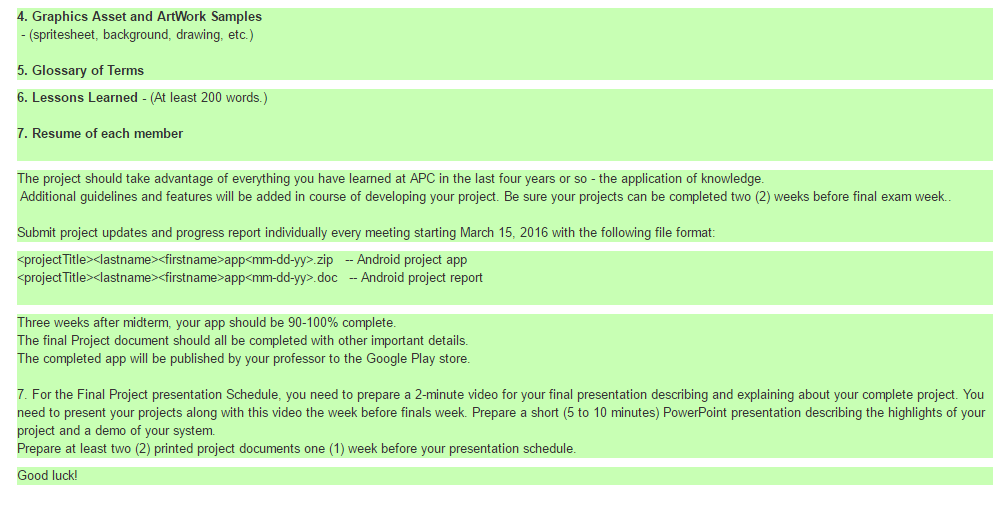 4. Graphics Asset and ArtWork Samples
- (spritesheet, background, drawing, etc.)
5. Glossary of Terms
6. Lessons Learned - (At least 200 words.)
7. Resume of each member
The project should take advantage of everything you have learned at APC in the last four years or so - the application of knowledge.
Additional guidelines and features will be added in course of developing your project. Be sure your projects can be completed two (2) weeks before final exam week..
Submit project updates and progress report individually every meeting starting March 15, 2016 with the following file format:
<projectTitle><lastname><firstname>app<mm-dd-yy>.zip -- Android project app
<projectTitle><lastname><firstname>app<mm-dd-yy>.doc -- Android project report
Three weeks after midterm, your app should be 90-100% complete.
The final Project document should all be completed with other important details.
The completed app will be published by your professor to the Google Play store.
7. For the Final Project presentation Schedule, you need to prepare a 2-minute video for your final presentation describing and explaining about your complete project. You
need to present your projects along with this video the week before finals week. Prepare a short (5 to 10 minutes) PowerPoint presentation describing the highlights of your
project and a demo of your system.
Prepare at least two (2) printed project documents one (1) week before your presentation schedule.
Good luck!